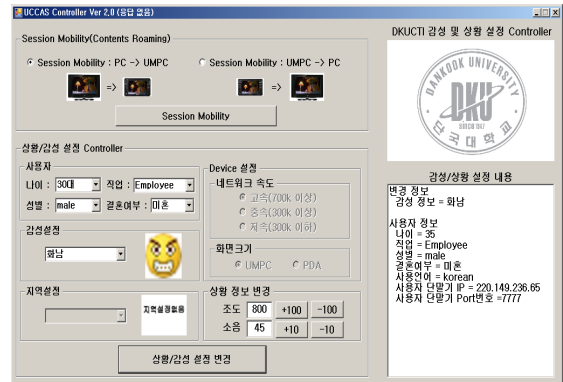 UCCAS Controller Ver 2,0 (응답 없음)
Session Mobility(Contents Roaming)
Session Mobility : PC -> UMPC
Session Mobility : UMPC -> PC
=>
=>
Session Mobility
상황/감성 설정 Controller
사용자
나이 : 30대 직업 : Employee
성별 : male 결혼여부 : 미혼
감성설정
화남
지역설정
지역설정없음
Device 설정
네트워크 속도
고속(700k 이상)
중속(300k 이상)
저속(300k 이하)
화면크기
UMPC PDA
상황 정보 변경
조도 800 +100 -100
소음 45 +10 -10
상황/감성 설정 변경
DKUCTI 감성 및 상황 설정 Controller
DANKOOK UNIVERSITY
DKU
SINCE 1947
단국대학교
감성/상황 설정 내용
변경 정보
감성 정보 = 화남
사용자 정보
나이 = 35
직업 = Employee
성별 = male
결혼여부 = 미혼
사용언어 = korean
사용자 단말기 IP = 220.149.236.65
사용자 단말기 Port번호 =7777